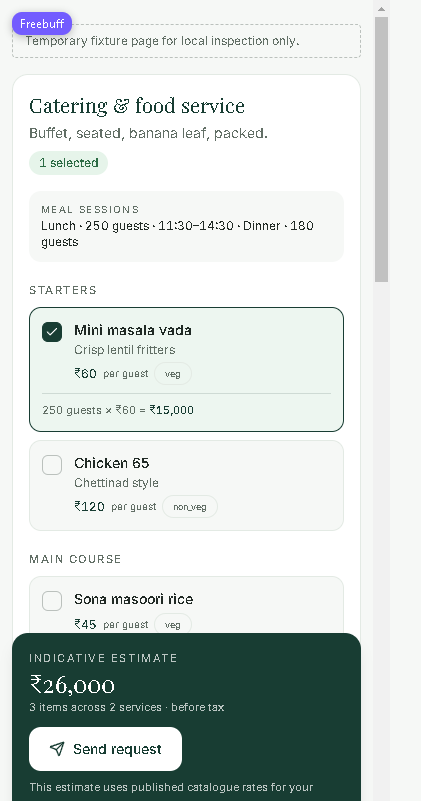 Freebuff
Temporary fixture page for local inspection only.
Catering & food service
Buffet, seated, banana leaf, packed.
1 selected
MEAL SESSIONS
Lunch · 250 guests · 11:30–14:30 · Dinner · 180
guests
STARTERS
Mini masala vada
Crisp lentil fritters
₹60 per guest veg
250 guests × ₹60 = ₹15,000
Chicken 65
Chettinad style
₹120 per guest non_veg
MAIN COURSE
Sona masoori rice
₹45 per guest veg
INDICATIVE ESTIMATE
₹26,000
3 items across 2 services · before tax
Send request
This estimate uses published catalogue rates for your